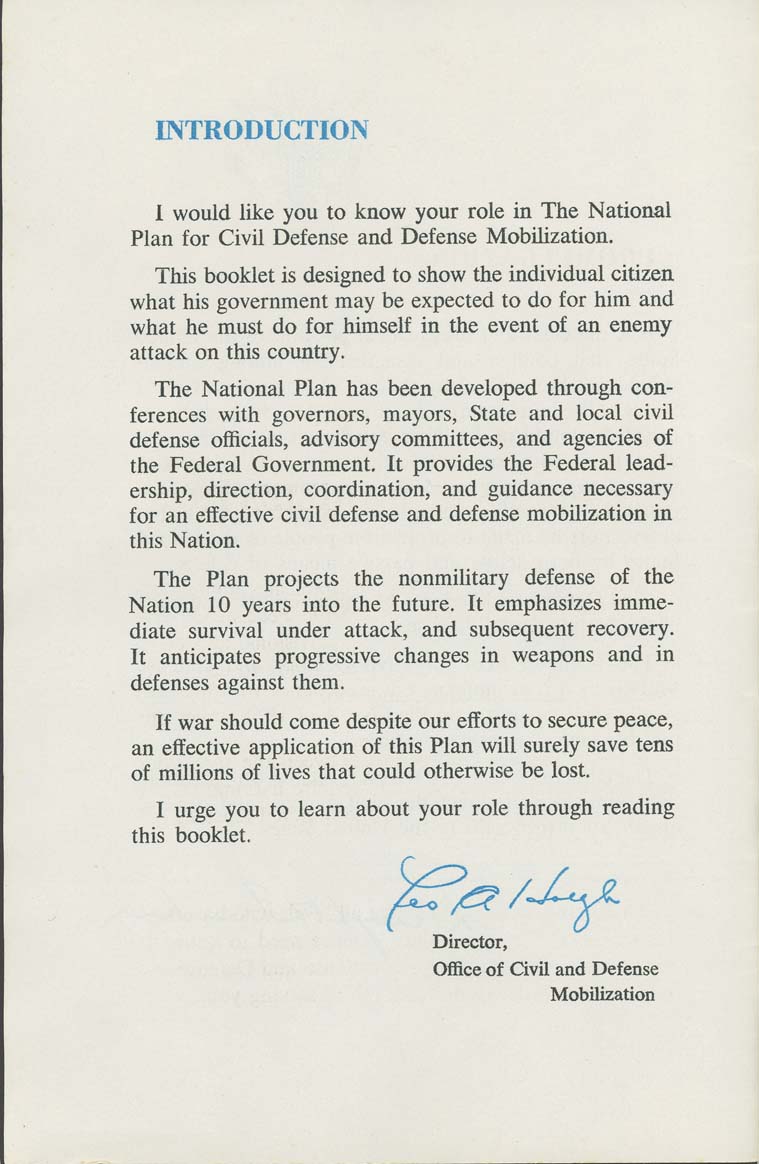 INTRODUCTION
I would like you to know your role in The National
Plan for Civil Defense and Defense Mobilization.
This booklet is designed to show the individual citizen
what his government may be expected to do for him and
what he must do for himself in the event of an enemy
attack on this country.
The National Plan has been developed through con-
ferences with governors, mayors, State and local civil
defense officials, advisory committees, and agencies of
the Federal Government. It provides the Federal lead-
ership, direction, coordination, and guidance necessary
for an effective civil defense and defense mobilization in
this Nation.
The Plan projects the nonmilitary defense of the
Nation 10 years into the future. It emphasizes imme-
diate survival under attack, and subsequent recovery.
It anticipates progressive changes in weapons and in
defenses against them.
If war should come despite our efforts to secure peace,
an effective application of this Plan will surely save tens
of millions of lives that could otherwise be lost.
I urge you to learn about your role through reading
this booklet.
Leo A Hoegh
Director,
Office of Civil and Defense
Mobilization